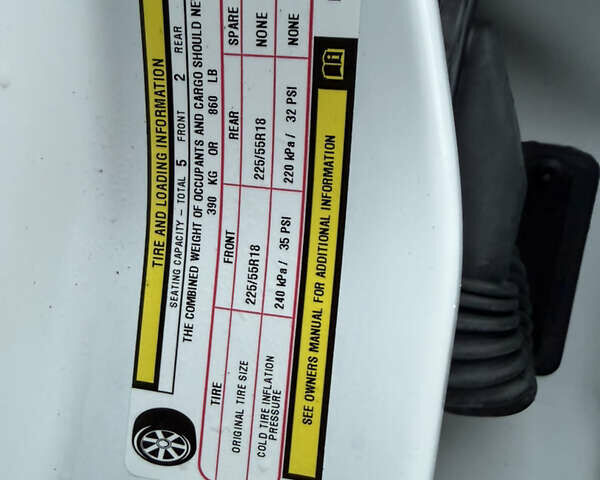 TIRE AND LOADING INFORMATION
SEATING CAPACITY – TOTAL 5 FRONT 2 REAR
THE COMBINED WEIGHT OF OCCUPANTS AND CARGO SHOULD NE
390 KG OR 860 LB
TIRE FRONT REAR SPARE
ORIGINAL TIRE SIZE 225/55R18 225/55R18 NONE
COLD TIRE INFLATION PRESSURE 240 kPa / 35 PSI 220 kPa / 32 PSI NONE
SEE OWNERS MANUAL FOR ADDITIONAL INFORMATION